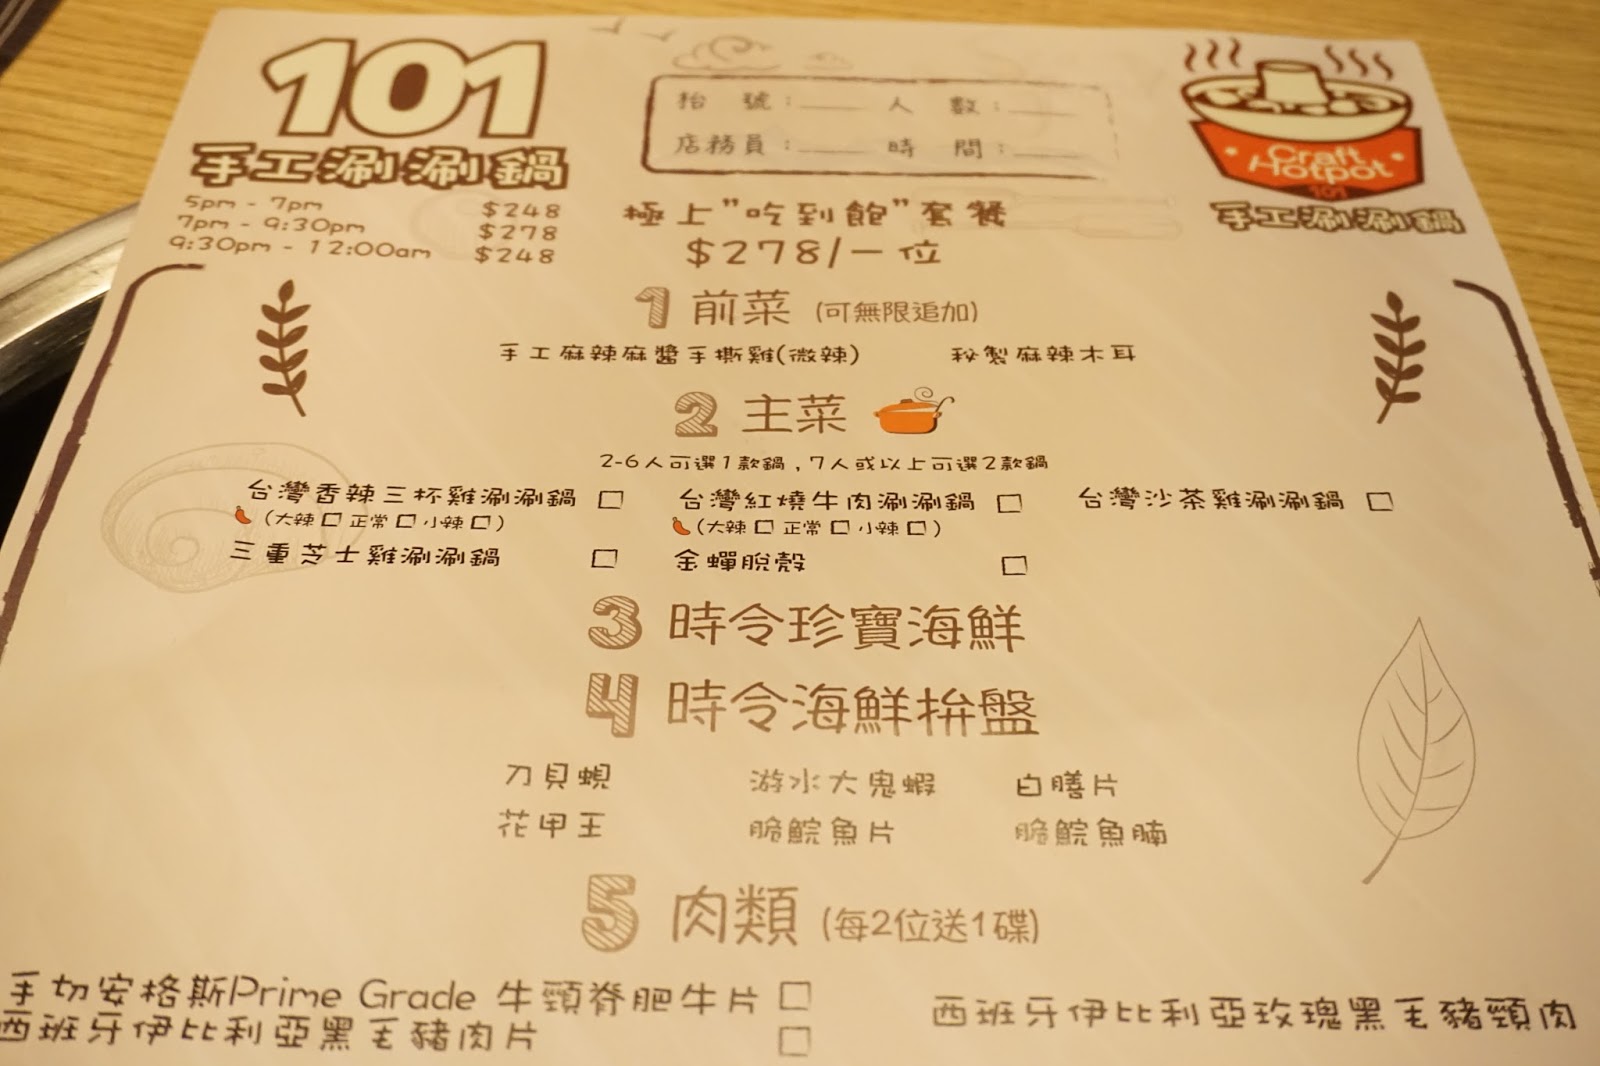 101
手工涮涮鍋
5pm - 7pm $248
7pm - 9:30pm $278
9:30pm - 12:00am $248
枱 號：____ 人 數：____
店務員：____ 時 間：____
Craft
Hotpot
101
手工涮涮鍋
極上"吃到飽"套餐
$278/一位
1 前菜 (可無限追加)
手工麻辣麻醬手撕雞(微辣) 秘製麻辣木耳
2 主菜
2-6人可選1款鍋,7人或以上可選2款鍋
台灣香辣三杯雞涮涮鍋 □ 台灣紅燒牛肉涮涮鍋 □ 台灣沙茶雞涮涮鍋 □
(大辣 □ 正常 □ 小辣 □) (大辣 □ 正常 □ 小辣 □)
三重芝士雞涮涮鍋 □ 金蟬脫殼 □
3 時令珍寶海鮮
4 時令海鮮拚盤
刀貝蜆 游水大鬼蝦 白膳片
花甲王 脆鯇魚片 脆鯇魚腩
5 肉類 (每2位送1碟)
手切安格斯Prime Grade 牛頸脊肥牛片 □
西班牙伊比利亞玫瑰黑毛豬頸肉
西班牙伊比利亞黑毛豬肉片 □